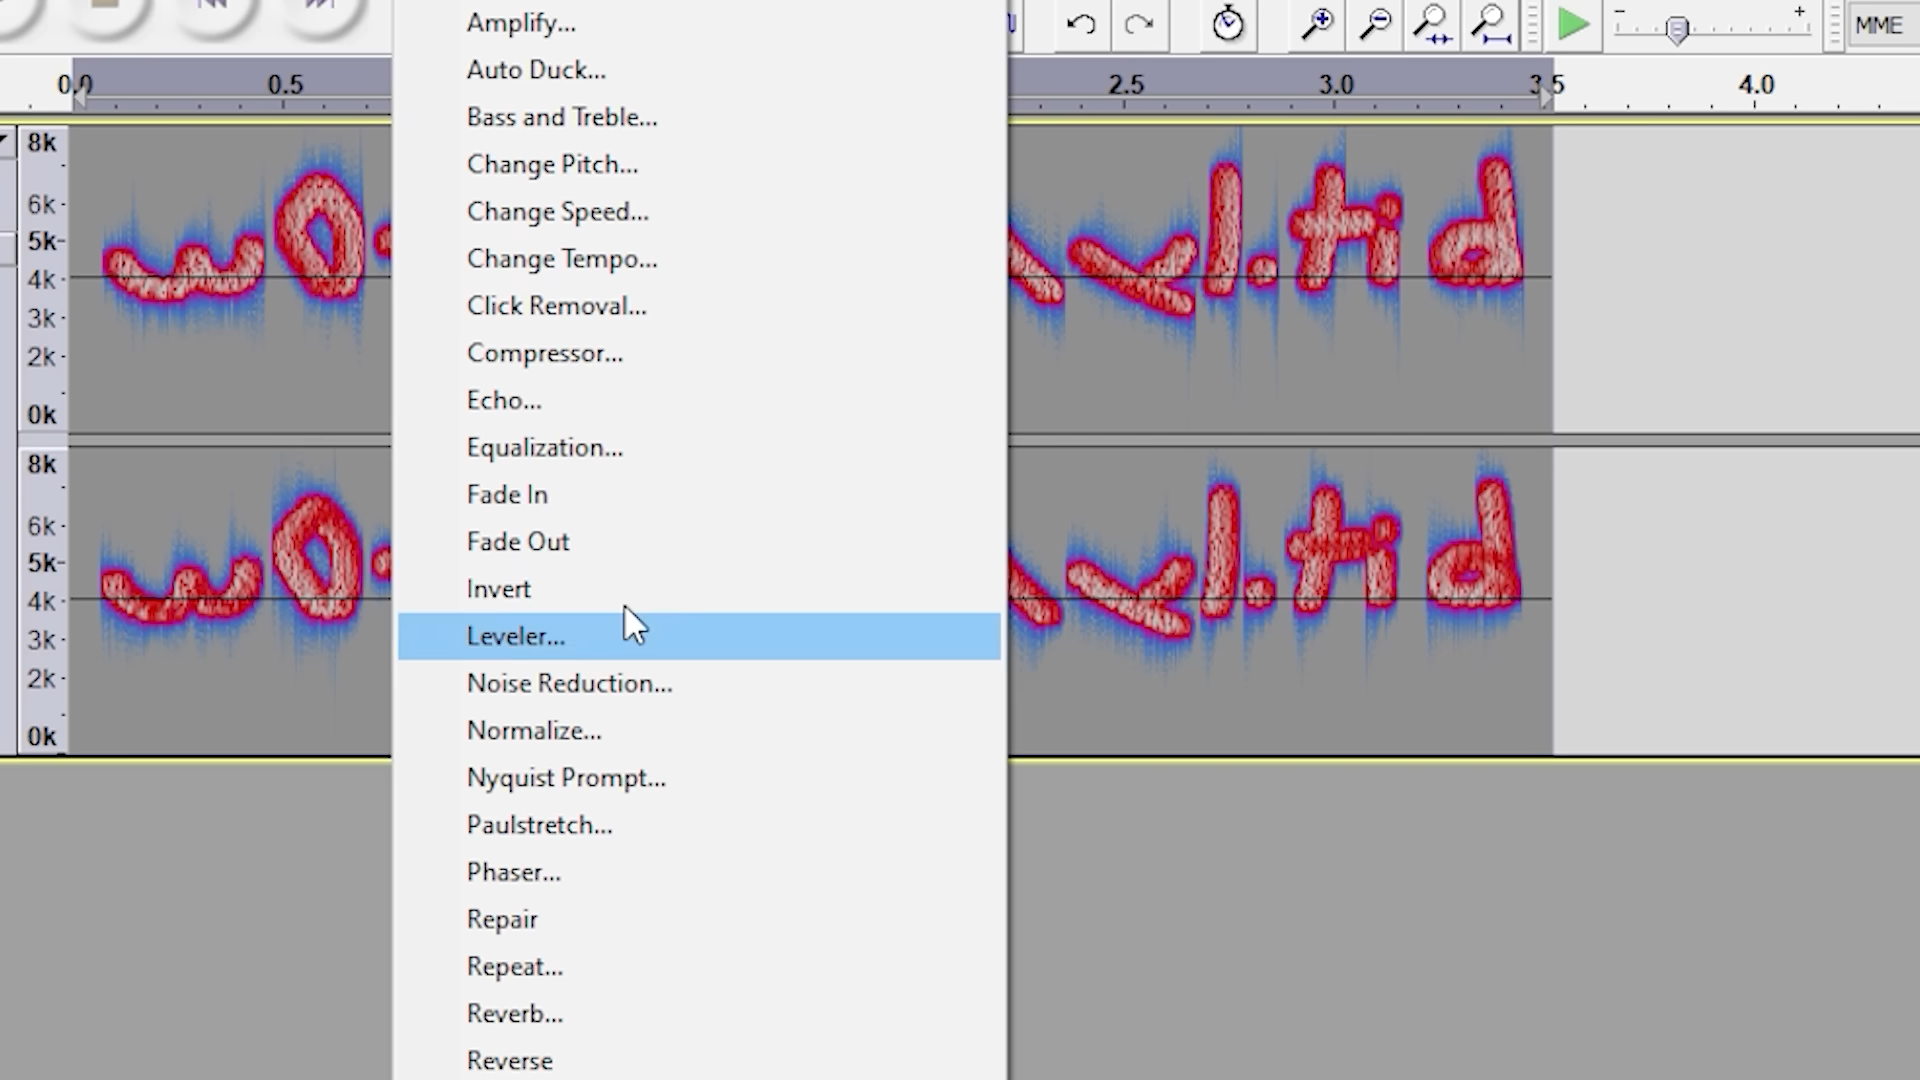 MME
0.0 0.5 2.5 3.0 3.5 4.0
8k
6k
5k
4k
3k
2k
0k
8k
6k
5k
4k
3k
2k
0k
Amplify...
Auto Duck...
Bass and Treble...
Change Pitch...
Change Speed...
Change Tempo...
Click Removal...
Compressor...
Echo...
Equalization...
Fade In
Fade Out
Invert
Leveler...
Noise Reduction...
Normalize...
Nyquist Prompt...
Paulstretch...
Phaser...
Repair
Repeat...
Reverb...
Reverse